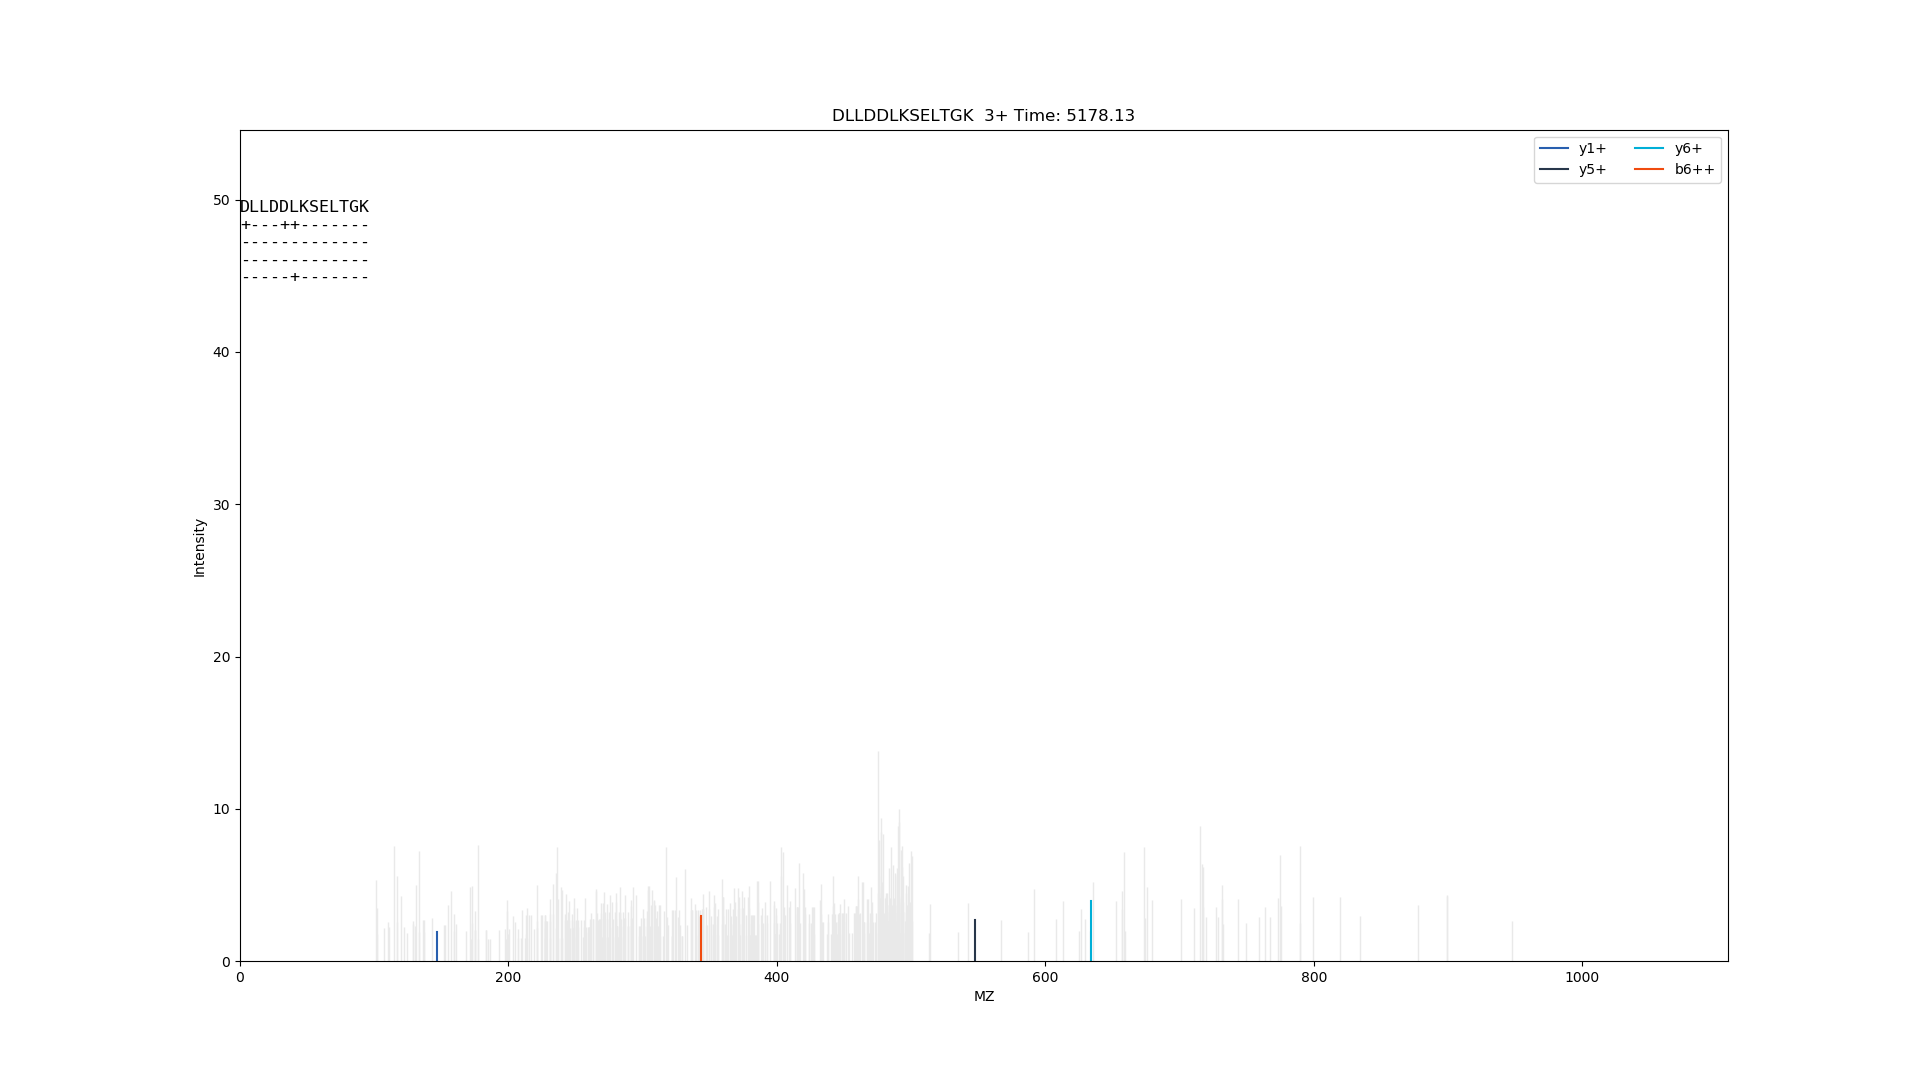 DLLDDLKSELTGK  3+ Time: 5178.13
y1+ y6+
y5+ b6++
50
DLLDDLKSELTGK
+---++-------
-------------
-------------
-----+-------
40
30
Intensity
20
10
0
0 200 400 600 800 1000
MZ